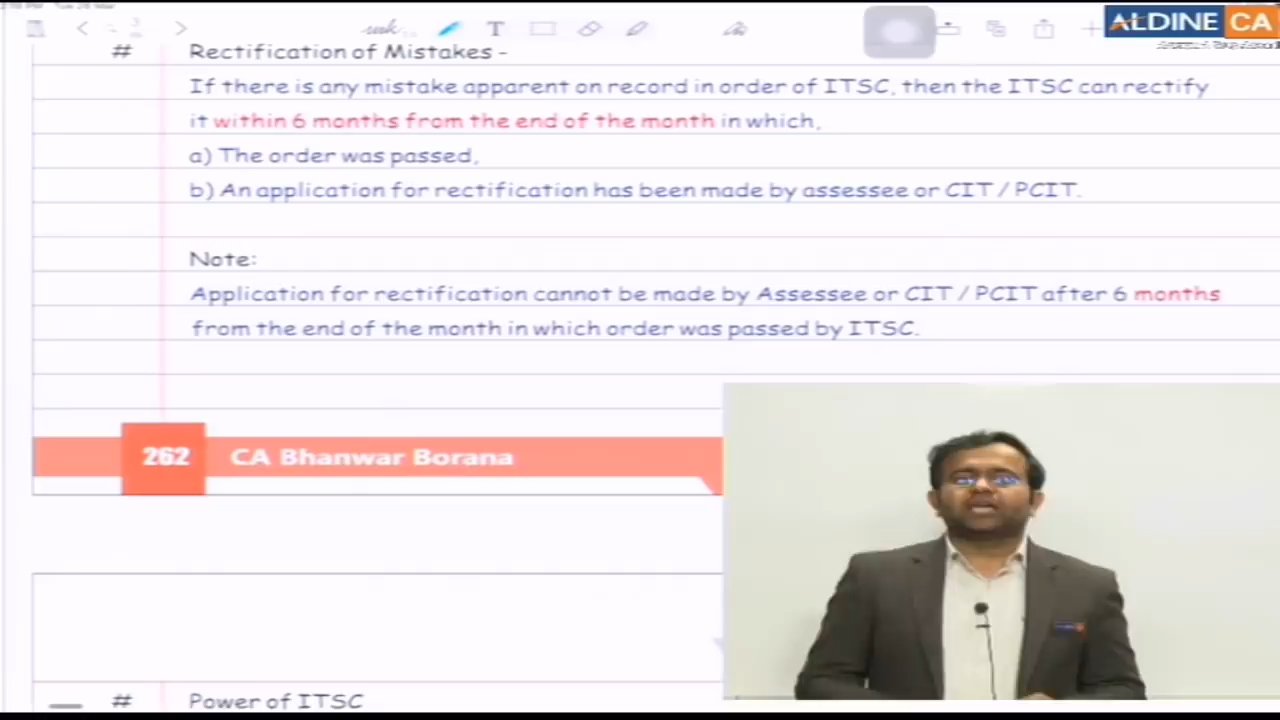 ALDINE CA
# Rectification of Mistakes -
If there is any mistake apparent on record in order of ITSC, then the ITSC can rectify
it within 6 months from the end of the month in which,
a) The order was passed,
b) An application for rectification has been made by assessee or CIT / PCIT.
Note:
Application for rectification cannot be made by Assessee or CIT / PCIT after 6 months
from the end of the month in which order was passed by ITSC.
262 CA Bhanwar Borana
# Power of ITSC